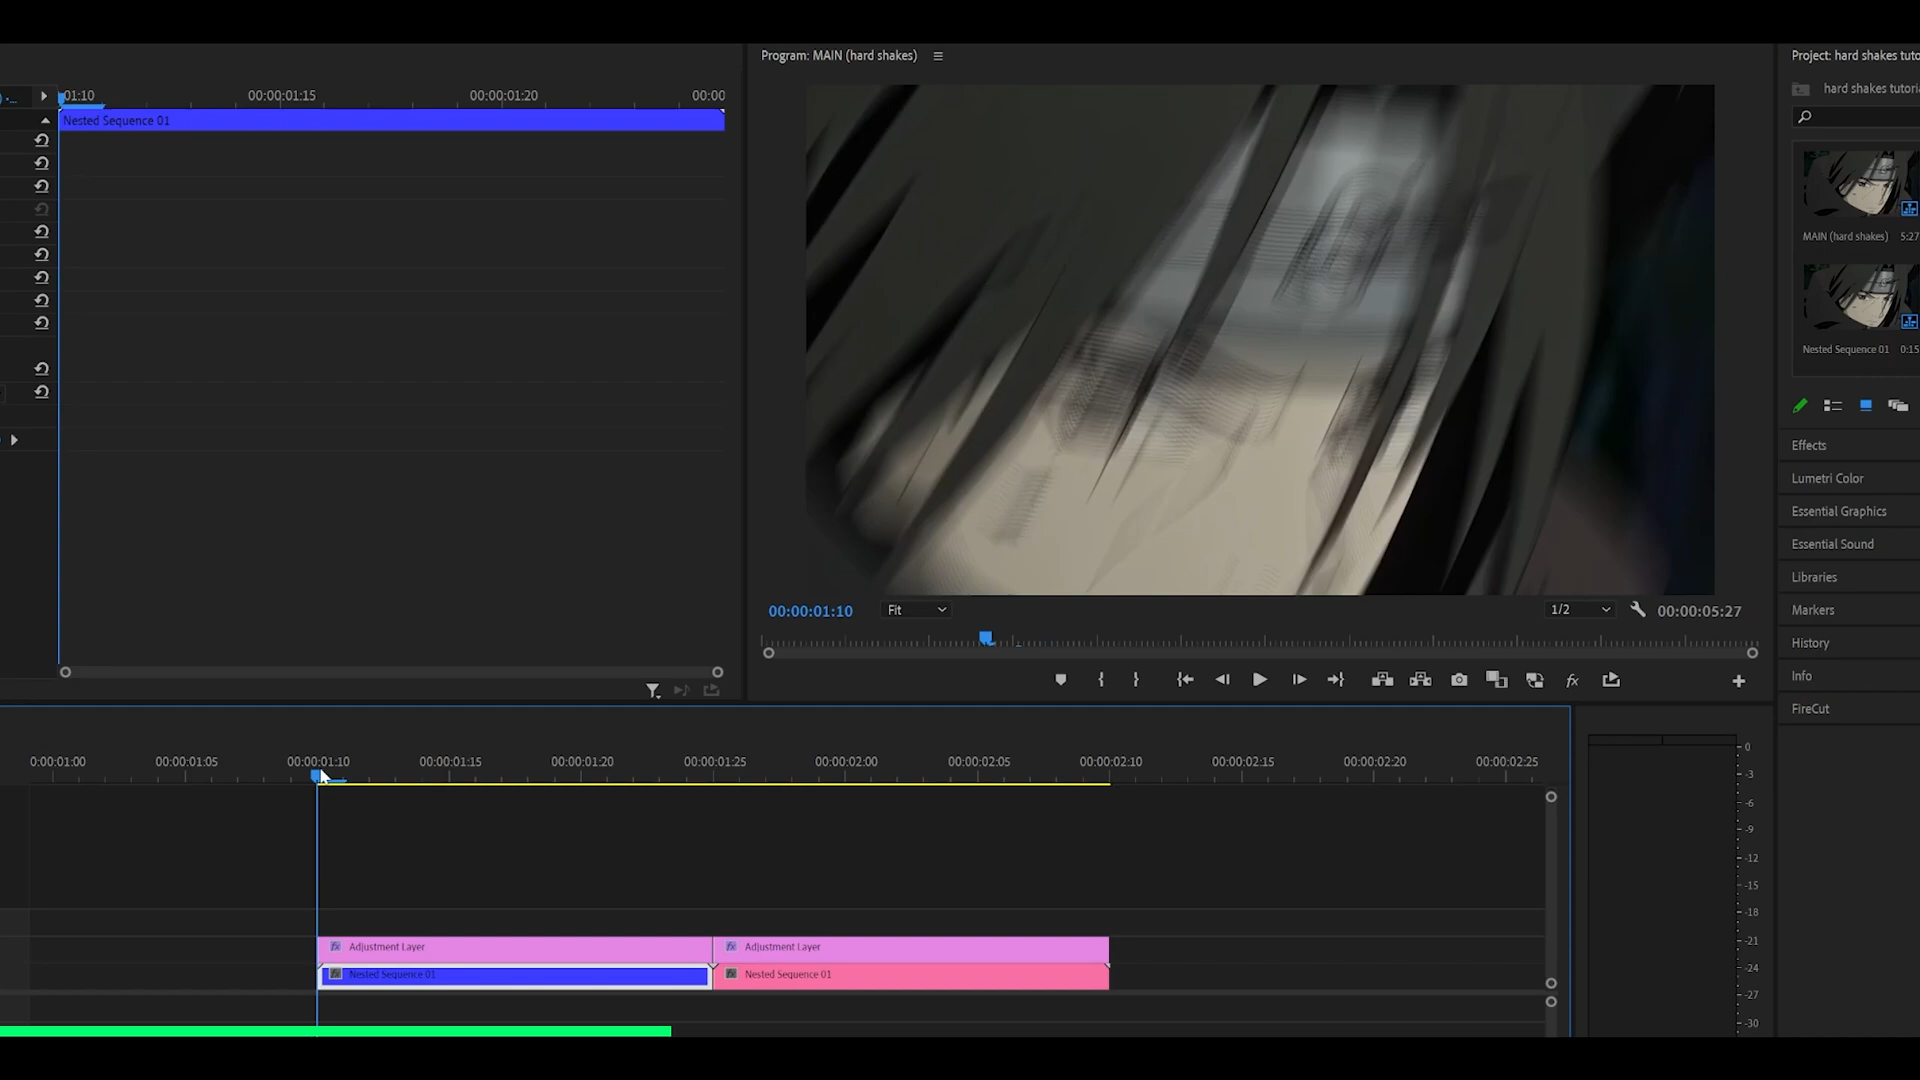 Program: MAIN (hard shakes)
Project: hard shakes tuto
01:10
00:00:01:15
00:00:01:20
00:00
hard shakes tutoria
Nested Sequence 01
MAIN (hard shakes)
5:27
Nested Sequence 01
0:15
Effects
Lumetri Color
Essential Graphics
Essential Sound
Libraries
Markers
History
Info
FireCut
00:00:01:10
Fit
1/2
00:00:05:27
fx
0:00:01:00
00:00:01:05
00:00:01:10
00:00:01:15
00:00:01:20
00:00:01:25
00:00:02:00
00:00:02:05
00:00:02:10
00:00:02:15
00:00:02:20
00:00:02:25
fx Adjustment Layer
fx Adjustment Layer
fx Nested Sequence 01
fx Nested Sequence 01
0
-3
-6
-9
-12
-15
-18
-21
-24
-27
-30